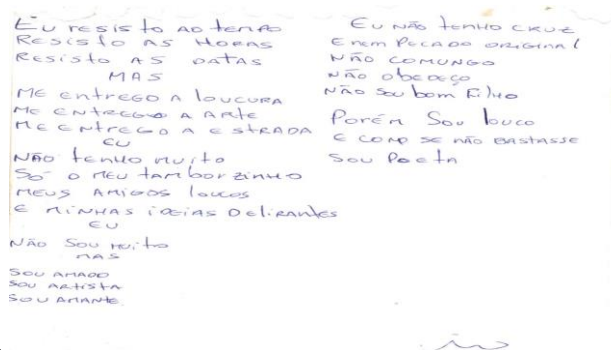 EU resisto AO tempo
Resisto AS HORAS
Resisto AS DATAS
MAS
ME entrego A loucura
ME entrego A Arte
ME Entrego A estrada
EU
NÃO tenho muito
SÓ o meu tamborzinho
MEUS AMIGOS loucos
E minhas ideias Delirantes
EU
NÃO SOU muito
MAS
SOU AMADO
SOU Artista
SOU AMANTE
EU NÃO tenho CRUZ
E nem Pecado original
NÃO comungo
NÃO obedeço
NÃO Sou bom Filho
Porém Sou louco
E como se não BASTASSE
Sou Poeta